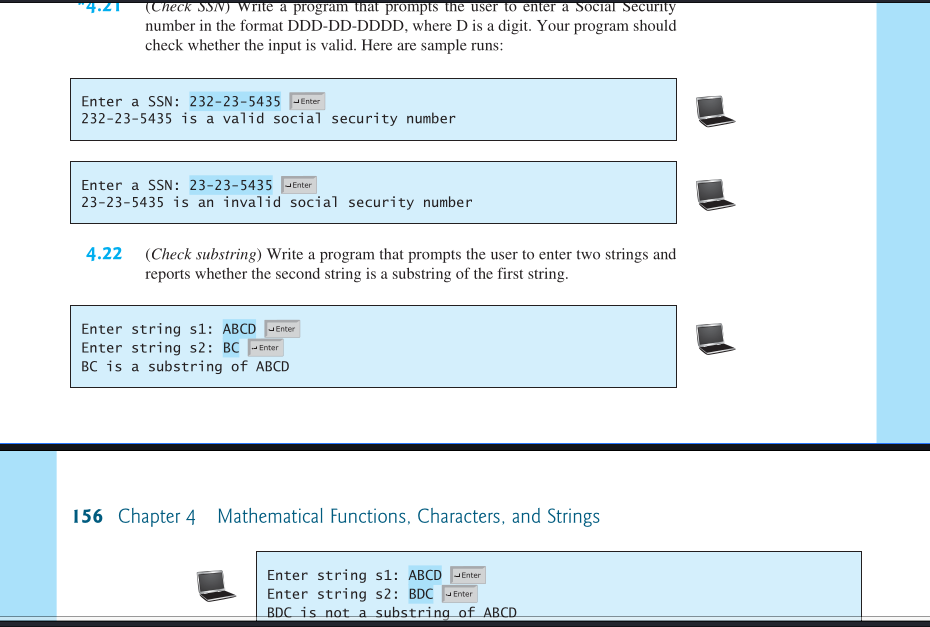 *4.21 (Check SSN) Write a program that prompts the user to enter a Social Security
number in the format DDD-DD-DDDD, where D is a digit. Your program should
check whether the input is valid. Here are sample runs:
Enter a SSN: 232-23-5435 ↵Enter
232-23-5435 is a valid social security number
Enter a SSN: 23-23-5435 ↵Enter
23-23-5435 is an invalid social security number
4.22 (Check substring) Write a program that prompts the user to enter two strings and
reports whether the second string is a substring of the first string.
Enter string s1: ABCD ↵Enter
Enter string s2: BC ↵Enter
BC is a substring of ABCD
156 Chapter 4 Mathematical Functions, Characters, and Strings
Enter string s1: ABCD ↵Enter
Enter string s2: BDC ↵Enter
BDC is not a substring of ABCD